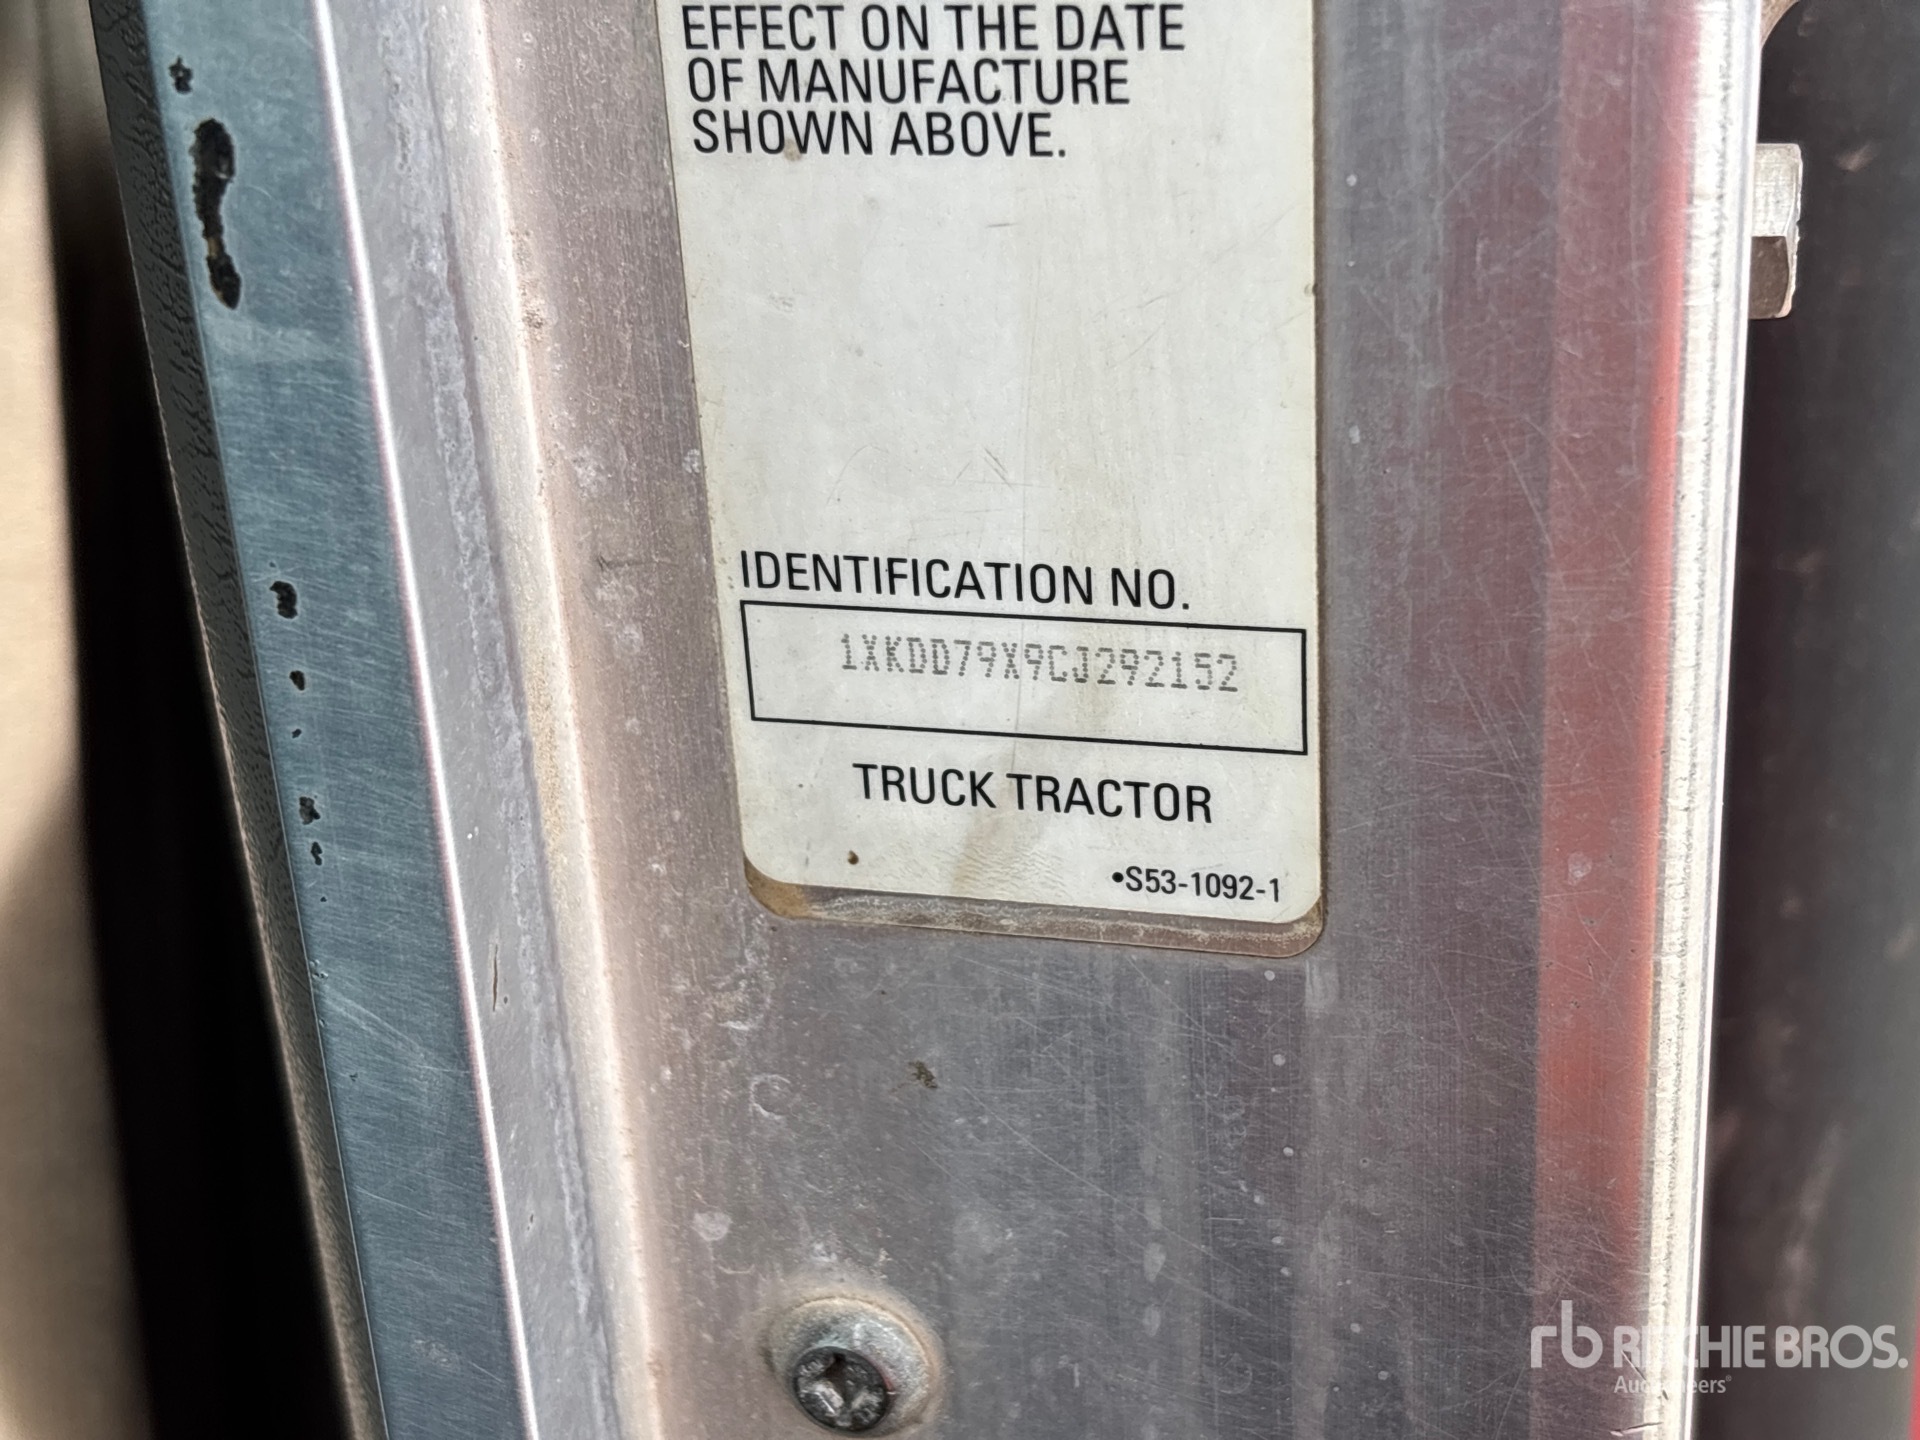 EFFECT ON THE DATE
OF MANUFACTURE
SHOWN ABOVE.
IDENTIFICATION NO.
1XKDD79X9CJ292152
TRUCK TRACTOR
•S53-1092-1
rb RITCHIE BROS.
Auctioneers®